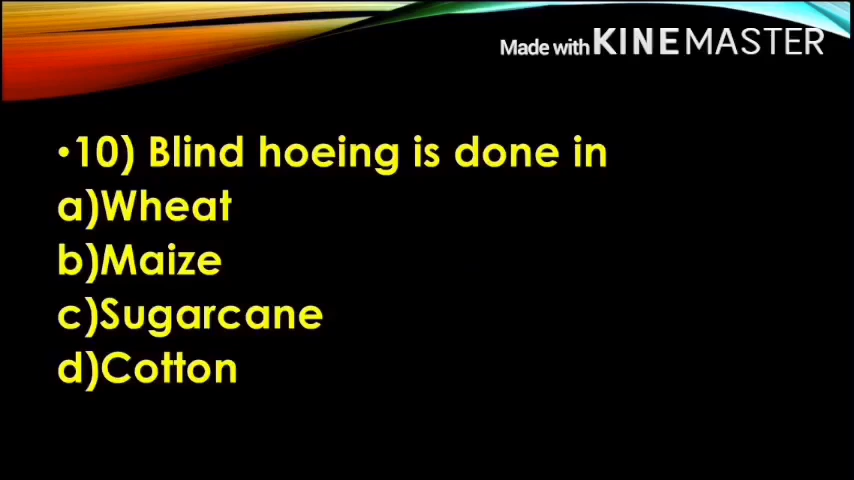 Made with KINEMASTER
•10) Blind hoeing is done in
a)Wheat
b)Maize
c)Sugarcane
d)Cotton